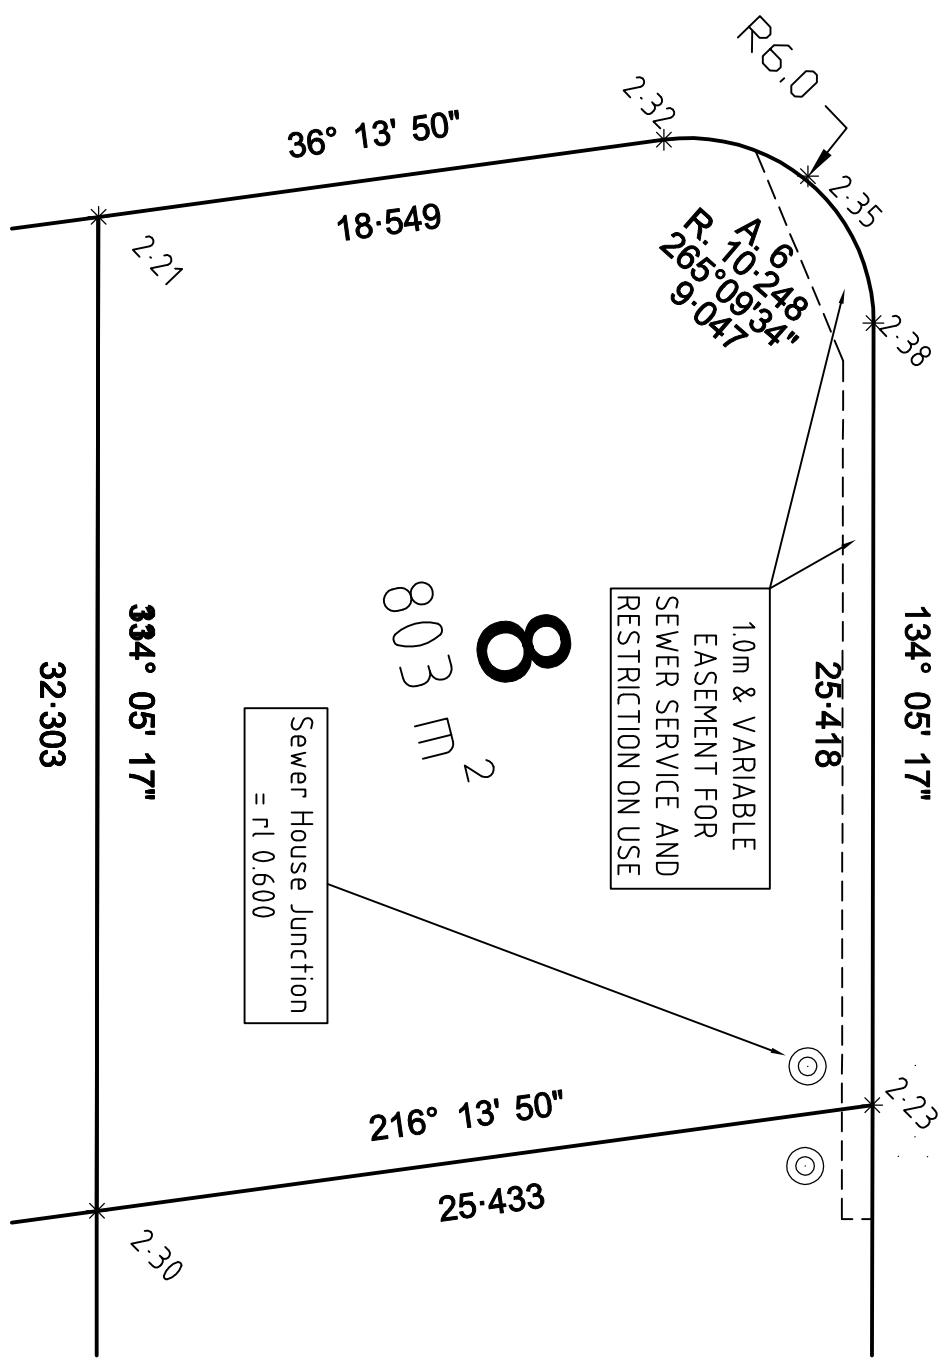 R6.0
2·32
2·35
2·38
36° 13' 50"
18·549
2·21
A. 6
R. 10·248
265°09'34"
9·047
134° 05' 17"
25·418
1.0m & VARIABLE
EASEMENT FOR
SEWER SERVICE AND
RESTRICTION ON USE
8
803 m2
334° 05' 17"
32·303
Sewer House Junction
= rl 0.600
216° 13' 50"
25·433
2·23
2·30